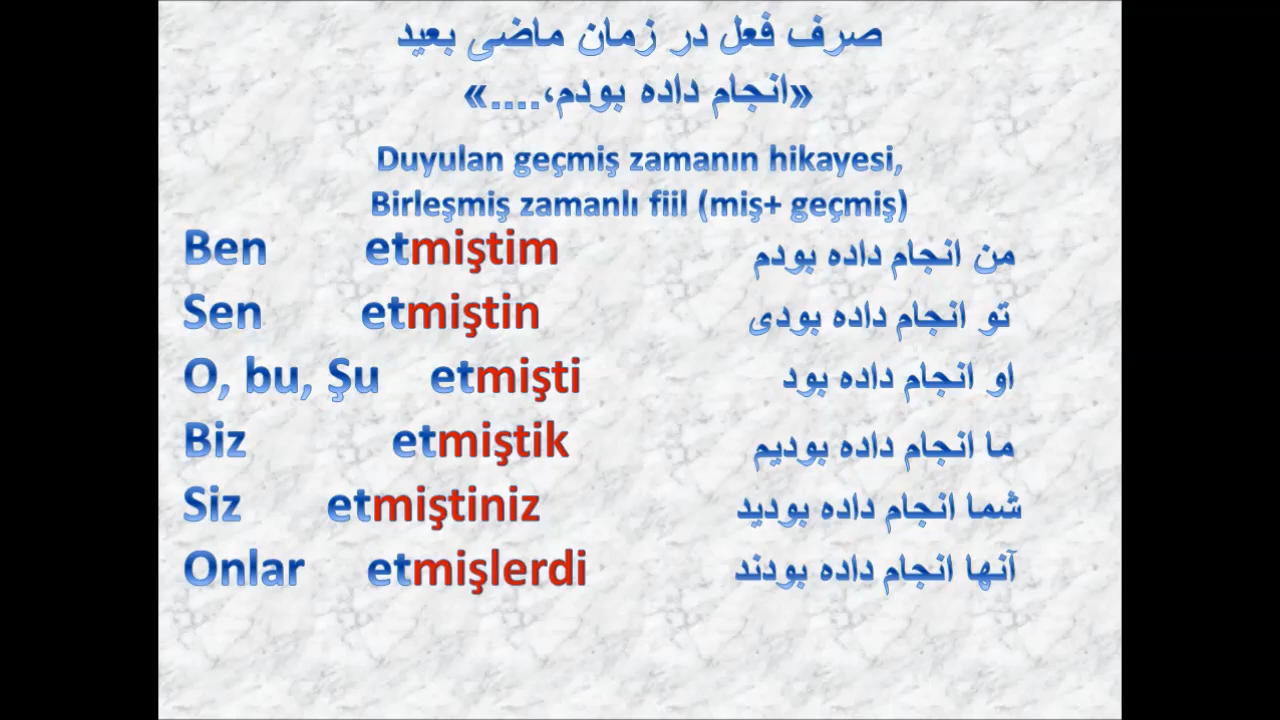 صرف فعل در زمان ماضی بعید
«انجام داده بودم،....»
Duyulan geçmiş zamanın hikayesi,
Birleşmiş zamanlı fiil (miş+ geçmiş)
Ben etmiştim من انجام داده بودم
Sen etmiştin تو انجام داده بودی
O, bu, Şu etmişti او انجام داده بود
Biz etmiştik ما انجام داده بودیم
Siz etmiştiniz شما انجام داده بودید
Onlar etmişlerdi آنها انجام داده بودند